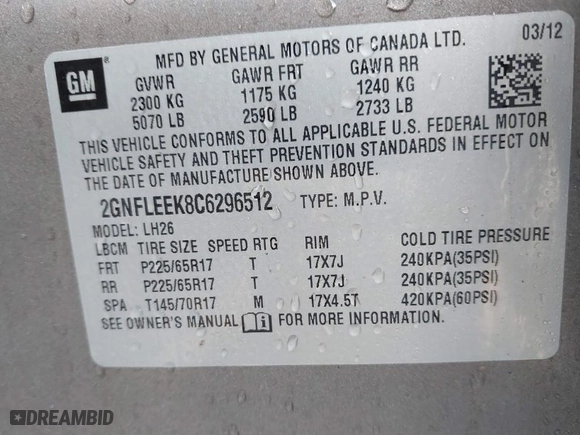 GM ®
MFD BY GENERAL MOTORS OF CANADA LTD. 03/12
GVWR GAWR FRT GAWR RR
2300 KG 1175 KG 1240 KG
5070 LB 2590 LB 2733 LB
THIS VEHICLE CONFORMS TO ALL APPLICABLE U.S. FEDERAL MOTOR
VEHICLE SAFETY AND THEFT PREVENTION STANDARDS IN EFFECT ON
THE DATE OF MANUFACTURE SHOWN ABOVE.
2GNFLEEK8C6296512 TYPE: M.P.V.
MODEL: LH26
LBCM TIRE SIZE SPEED RTG RIM COLD TIRE PRESSURE
FRT P225/65R17 T 17X7J 240KPA(35PSI)
RR P225/65R17 T 17X7J 240KPA(35PSI)
SPA T145/70R17 M 17X4.5T 420KPA(60PSI)
SEE OWNER'S MANUAL FOR MORE INFORMATION.
DREAMBID